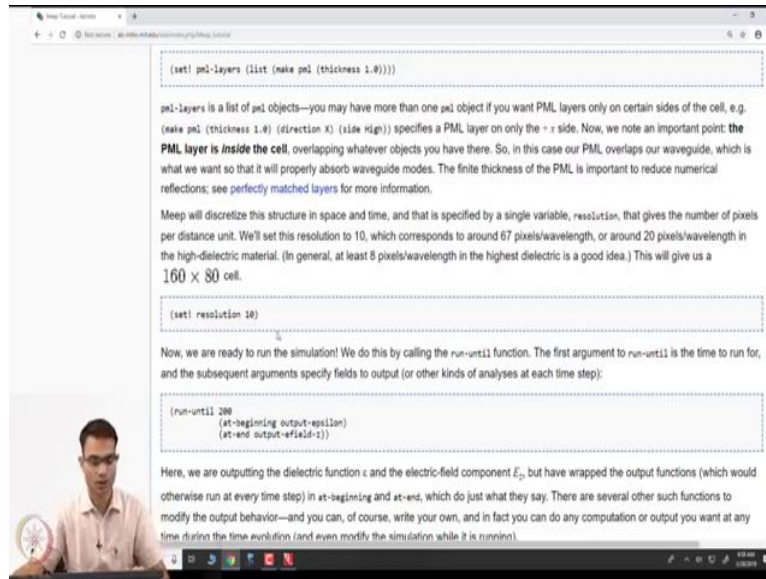 Meep Tutorial - AbInitio
Not secure | ab-initio.mit.edu/wiki/index.php/Meep_tutorial
(set! pml-layers (list (make pml (thickness 1.0))))
pml-layers is a list of pml objects—you may have more than one pml object if you want PML layers only on certain sides of the cell, e.g.
(make pml (thickness 1.0) (direction X) (side High)) specifies a PML layer on only the + x side. Now, we note an important point: the
PML layer is inside the cell, overlapping whatever objects you have there. So, in this case our PML overlaps our waveguide, which is
what we want so that it will properly absorb waveguide modes. The finite thickness of the PML is important to reduce numerical
reflections; see perfectly matched layers for more information.
Meep will discretize this structure in space and time, and that is specified by a single variable, resolution, that gives the number of pixels
per distance unit. We'll set this resolution to 10, which corresponds to around 67 pixels/wavelength, or around 20 pixels/wavelength in
the high-dielectric material. (In general, at least 8 pixels/wavelength in the highest dielectric is a good idea.) This will give us a
160 × 80 cell.
(set! resolution 10)
Now, we are ready to run the simulation! We do this by calling the run-until function. The first argument to run-until is the time to run for,
and the subsequent arguments specify fields to output (or other kinds of analyses at each time step):
(run-until 200
(at-beginning output-epsilon)
(at-end output-efield-z))
Here, we are outputting the dielectric function ε and the electric-field component E_z, but have wrapped the output functions (which would
otherwise run at every time step) in at-beginning and at-end, which do just what they say. There are several other such functions to
modify the output behavior—and you can, of course, write your own, and in fact you can do any computation or output you want at any
time during the time evolution (and even modify the simulation while it is running).